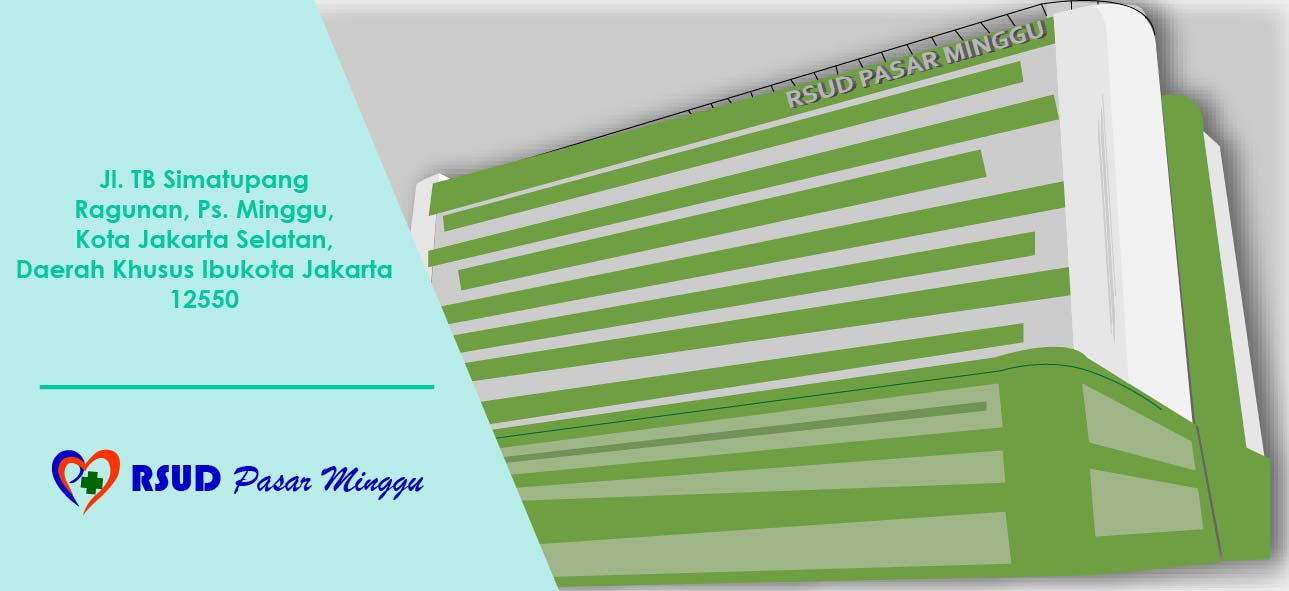 Jl. TB Simatupang
Ragunan, Ps. Minggu,
Kota Jakarta Selatan,
Daerah Khusus Ibukota Jakarta
12550
RSUD Pasar Minggu
RSUD PASAR MINGGU